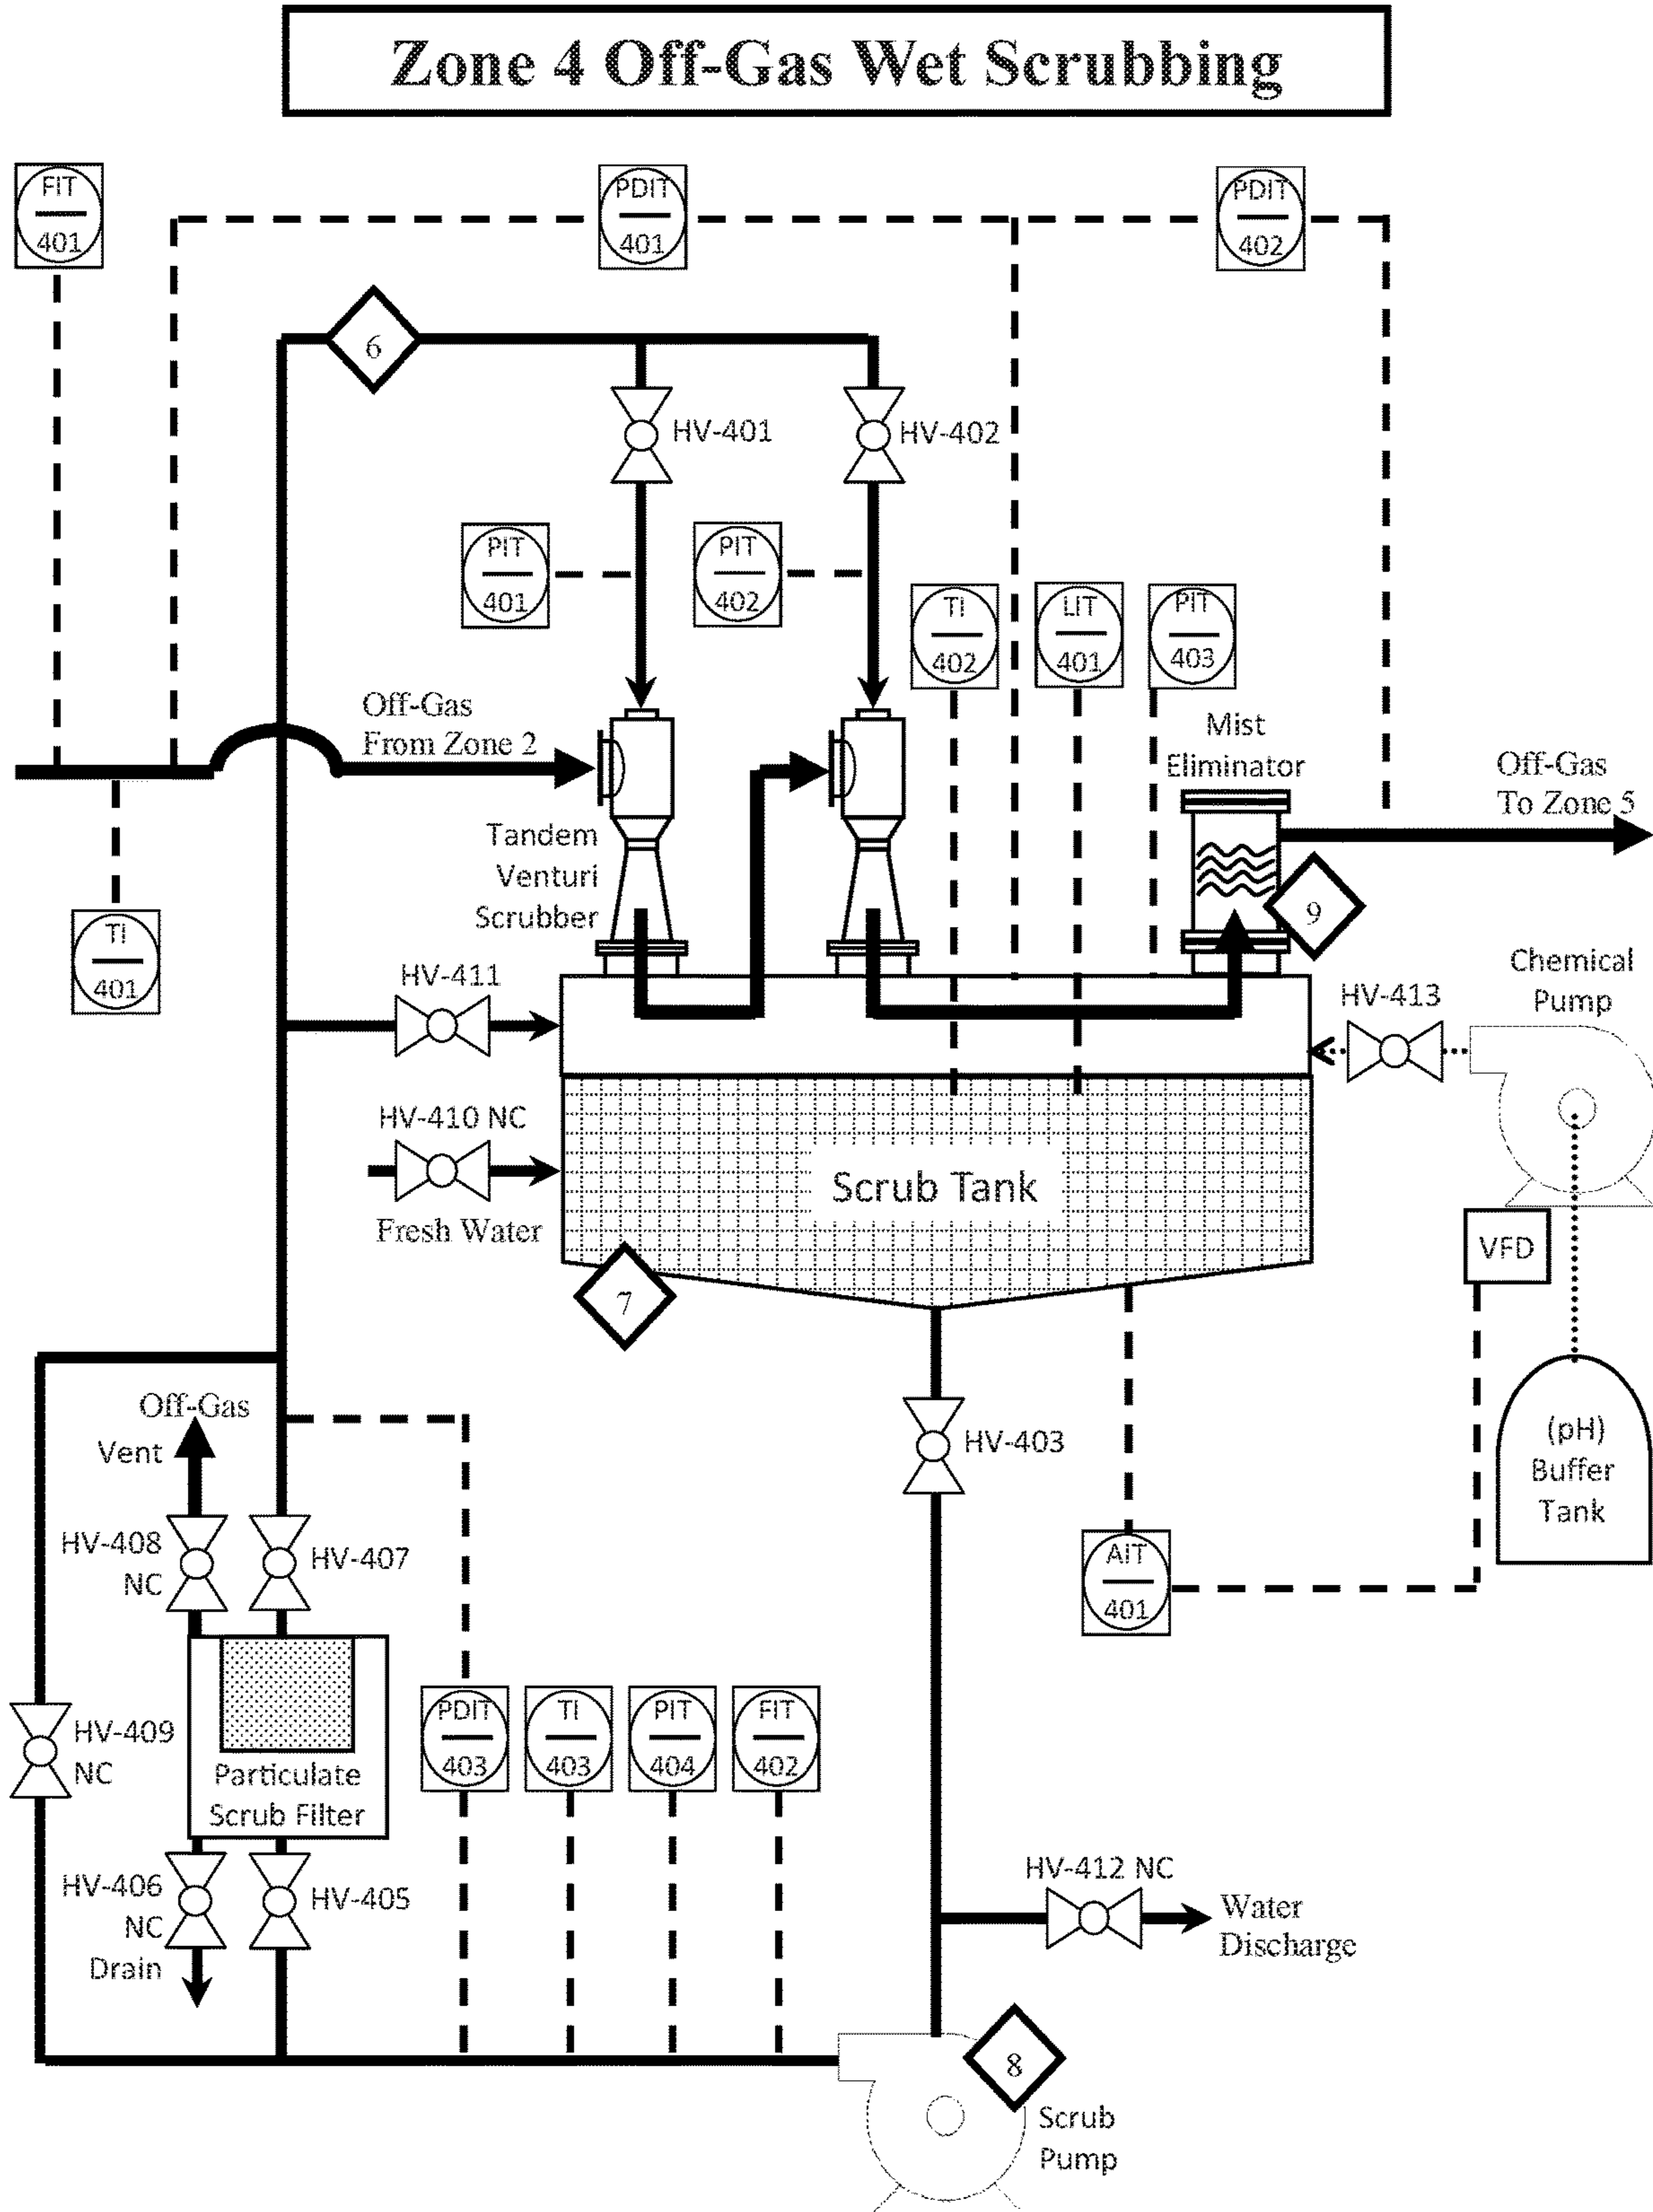 Zone 4 Off-Gas Wet Scrubbing
FIT
401
PDIT
401
PDIT
402
6
HV-401
HV-402
PIT
401
PIT
402
TI
402
LIT
401
PIT
403
Off-Gas
From Zone 2
Mist
Eliminator
Off-Gas
To Zone 5
Tandem
Venturi
Scrubber
9
TI
401
HV-411
HV-413
Chemical
Pump
HV-410 NC
Fresh Water
Scrub Tank
VFD
7
Off-Gas
Vent
HV-403
(pH)
Buffer
Tank
HV-408
NC
HV-407
AIT
401
HV-409
NC
Particulate
Scrub Filter
PDIT
403
TI
403
PIT
404
FIT
402
HV-406
NC
Drain
HV-405
HV-412 NC
Water
Discharge
8
Scrub
Pump